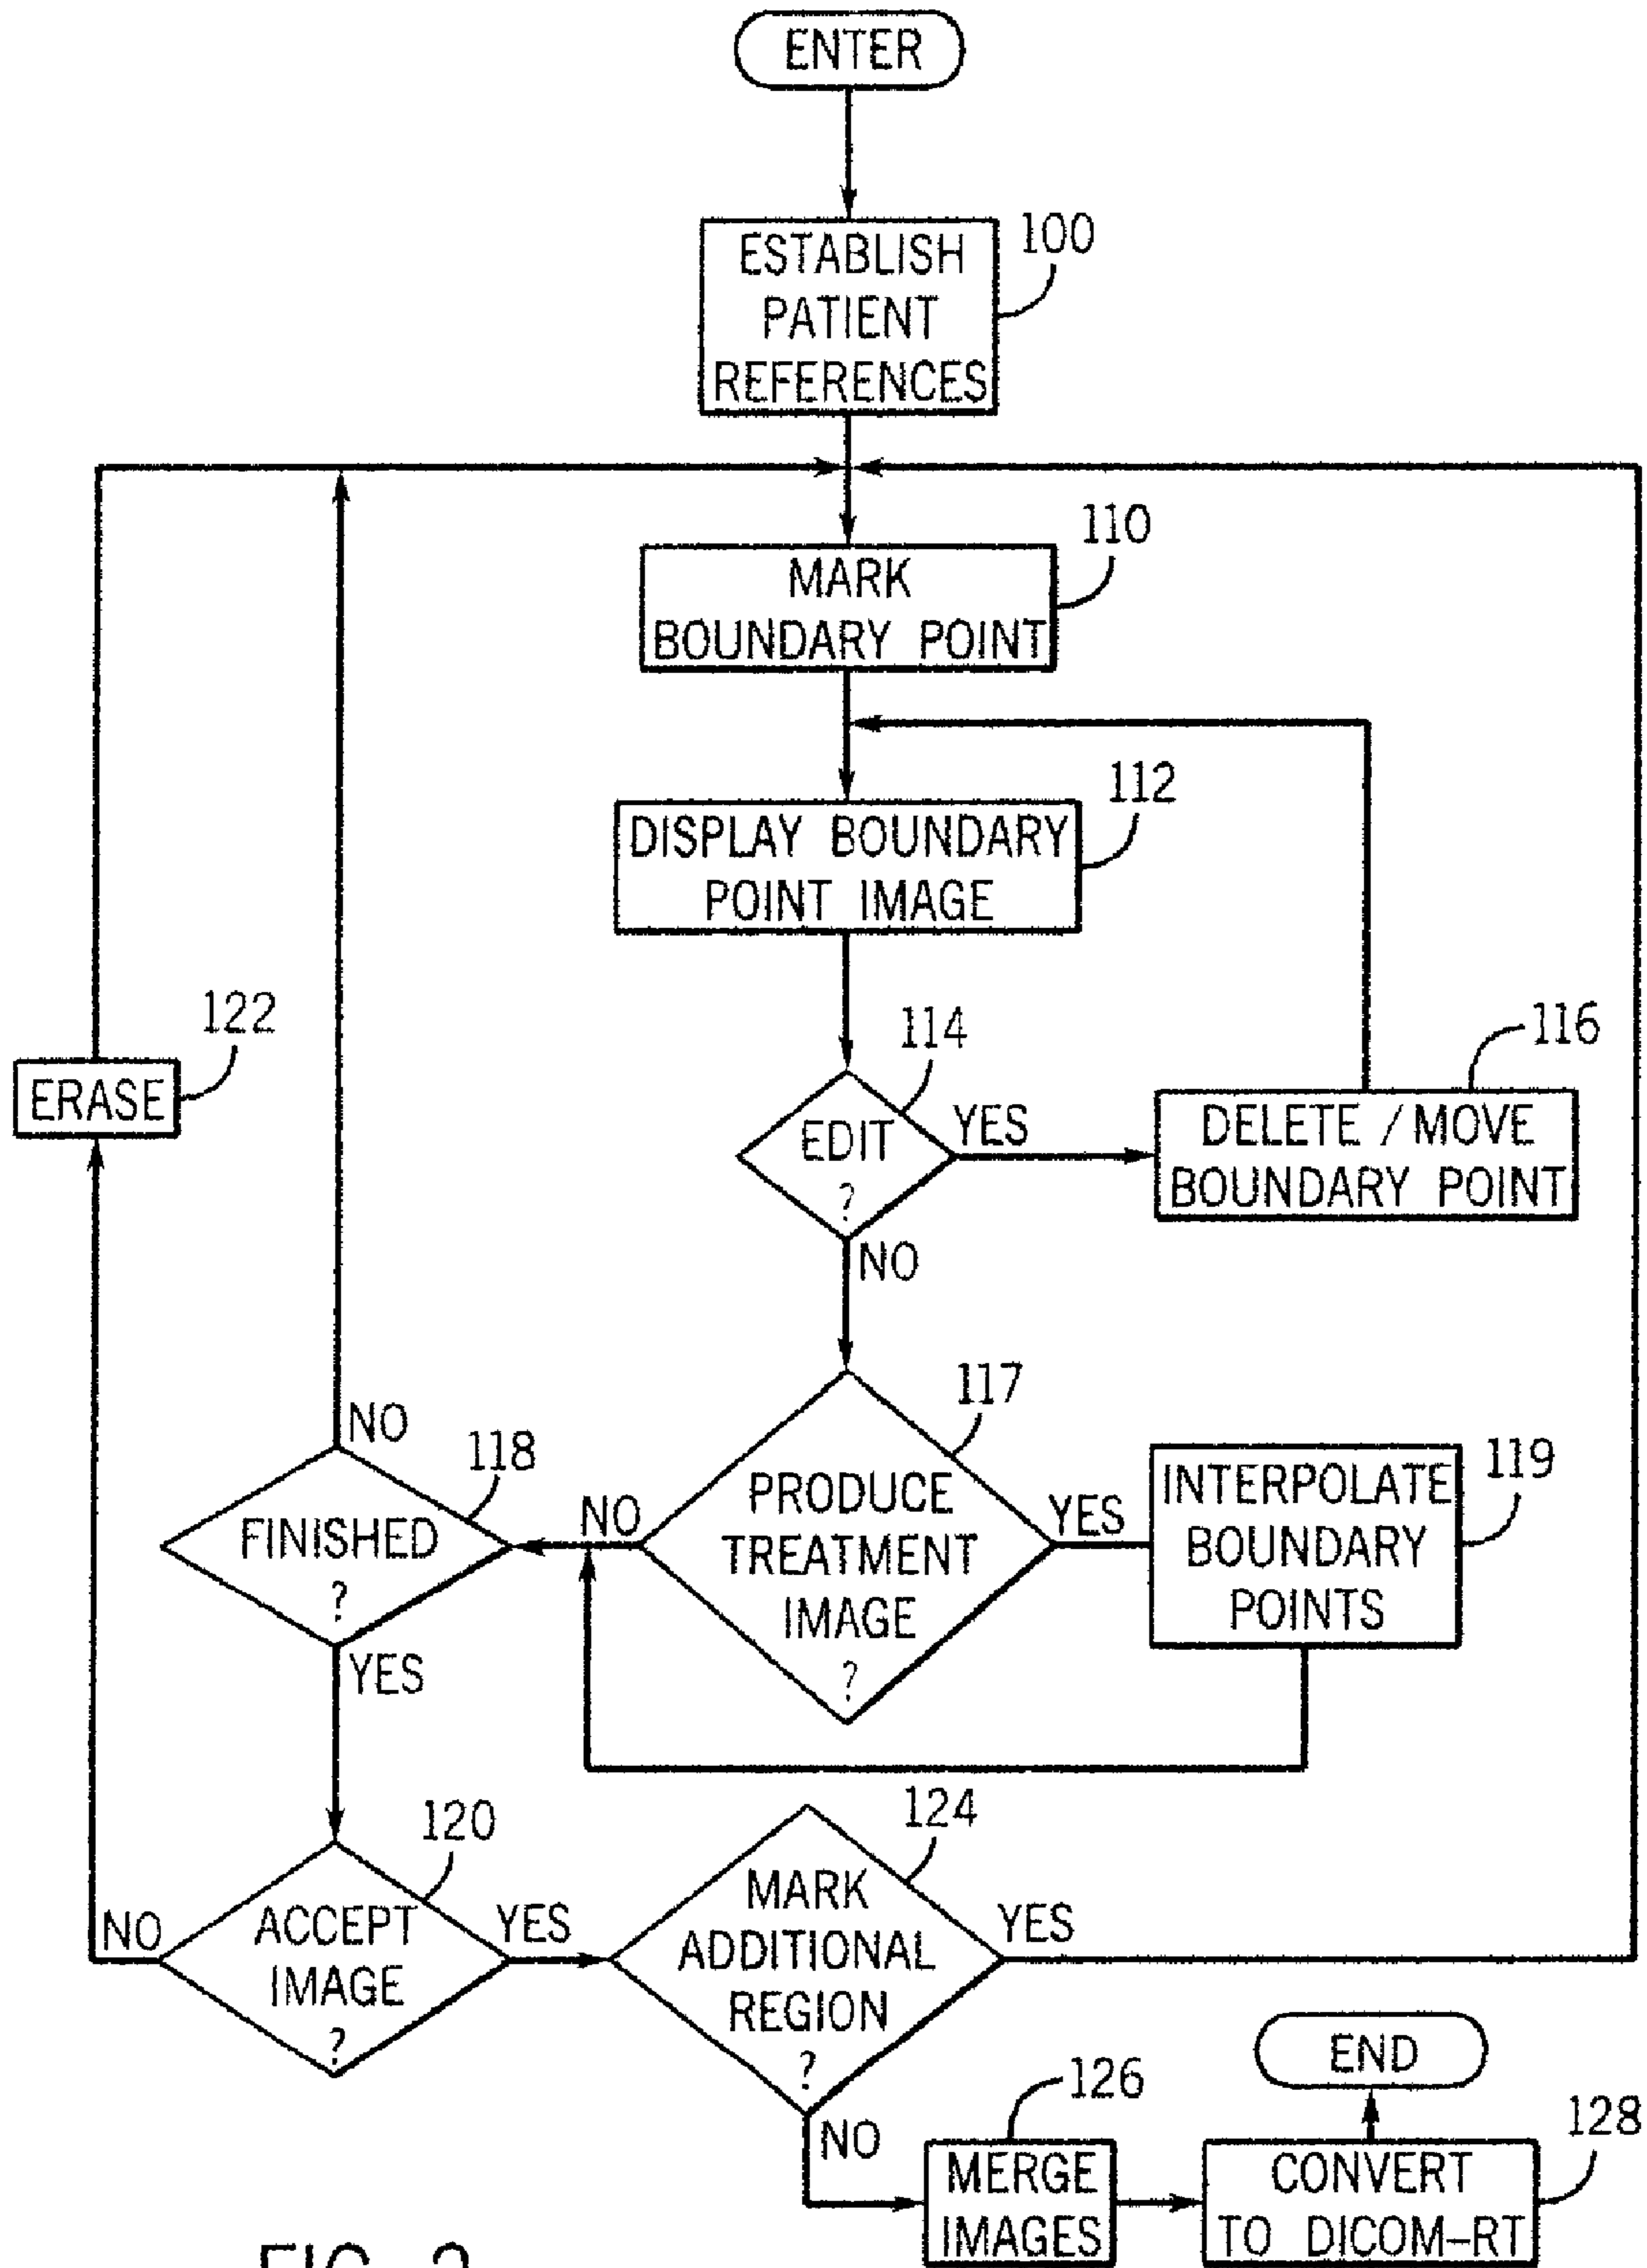 ENTER
ESTABLISH
PATIENT
REFERENCES
100
MARK
BOUNDARY POINT
110
DISPLAY BOUNDARY
POINT IMAGE
112
EDIT
?
114
YES
NO
DELETE / MOVE
BOUNDARY POINT
116
ERASE
122
PRODUCE
TREATMENT
IMAGE
?
117
YES
NO
INTERPOLATE
BOUNDARY
POINTS
119
FINISHED
?
118
NO
YES
ACCEPT
IMAGE
?
120
NO
YES
MARK
ADDITIONAL
REGION
?
124
YES
NO
MERGE
IMAGES
126
CONVERT
TO DICOM-RT
128
END